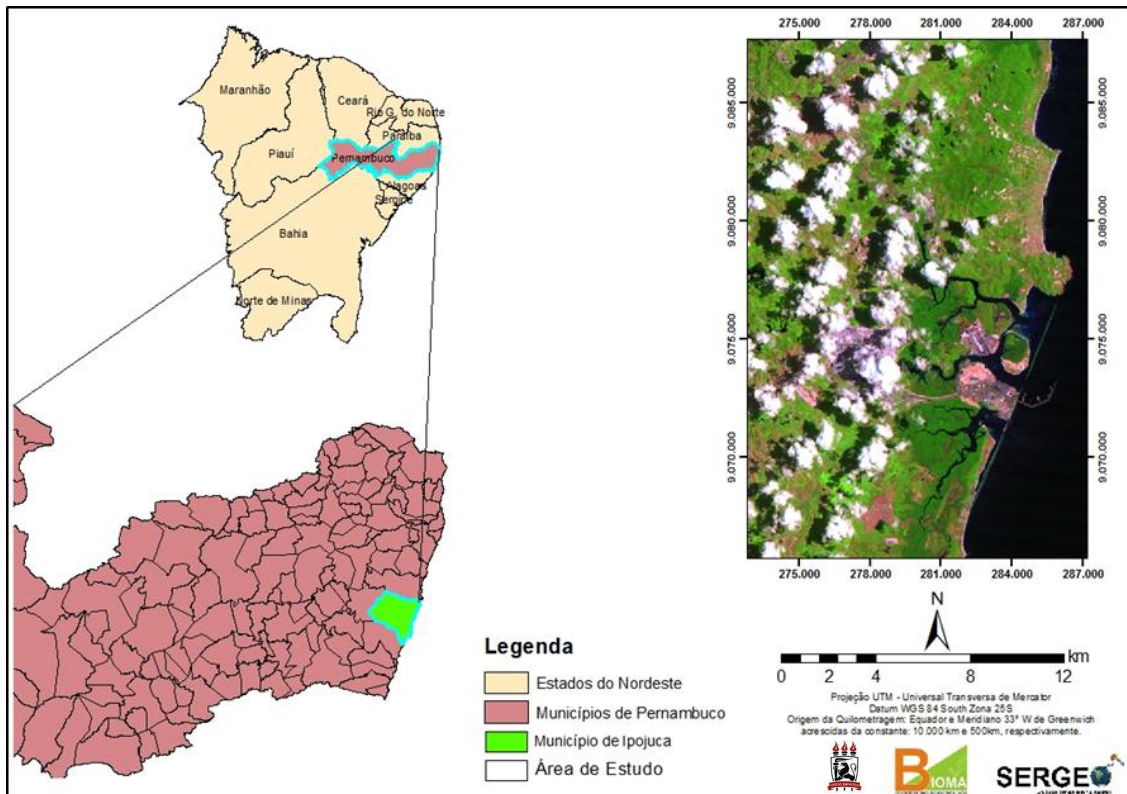 Maranhão
Ceará
Rio G. do Norte
Paraíba
Piauí
Pernambuco
Alagoas
Sergipe
Bahia
Norte de Minas
Legenda
Estados do Nordeste
Municípios de Pernambuco
Município de Ipojuca
Área de Estudo
275.000 278.000 281.000 284.000 287.000
9.085.000
9.080.000
9.075.000
9.070.000
9.085.000
9.080.000
9.075.000
9.070.000
275.000 278.000 281.000 284.000 287.000
N
km
0 2 4 8 12
Projeção UTM - Universal Transversa de Mercator
Datum WGS 84 South Zona 25S
Origem da Quilometragem: Equador e Meridiano 33° W de Greenwich
acrescidas da constante: 10.000 km e 500km, respectivamente.
BIOMA
SERGEO